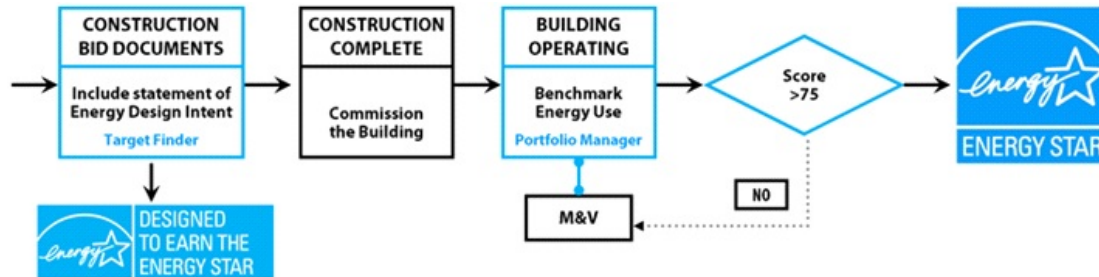 CONSTRUCTION
BID DOCUMENTS
Include statement of
Energy Design Intent
Target Finder
CONSTRUCTION
COMPLETE
Commission
the Building
BUILDING
OPERATING
Benchmark
Energy Use
Portfolio Manager
Score
>75
energy
ENERGY STAR
NO
M&V
energy
DESIGNED
TO EARN THE
ENERGY STAR